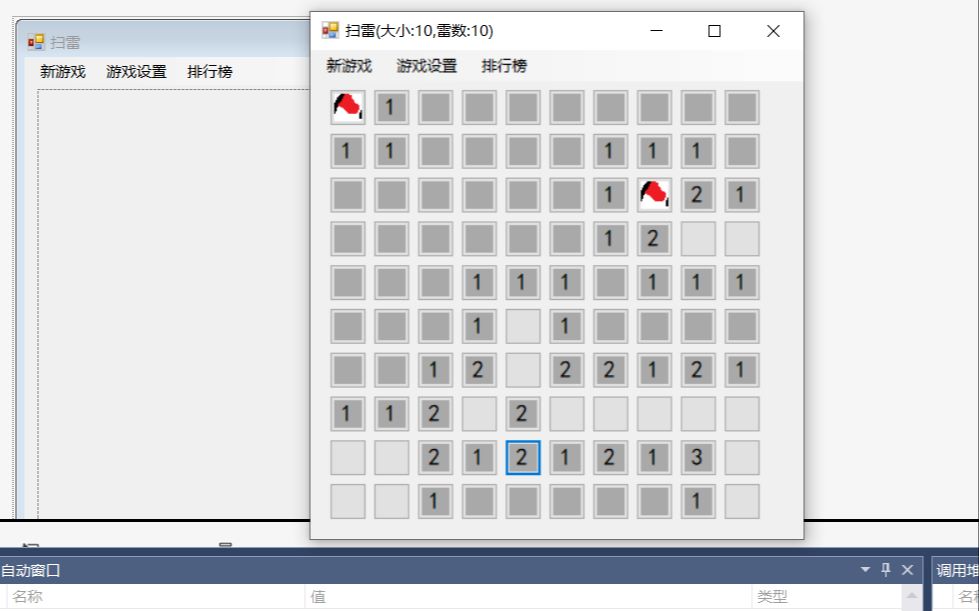 扫雷
新游戏 游戏设置 排行榜
扫雷(大小:10,雷数:10)
新游戏 游戏设置 排行榜
1
1 1 1 1 1
1 2 1
1 2
1 1 1 1 1 1
1 1
1 2 2 2 1 2 1
1 1 2 2
2 1 2 1 2 1 3
1 1
自动窗口
名称 值 类型
调用堆
名